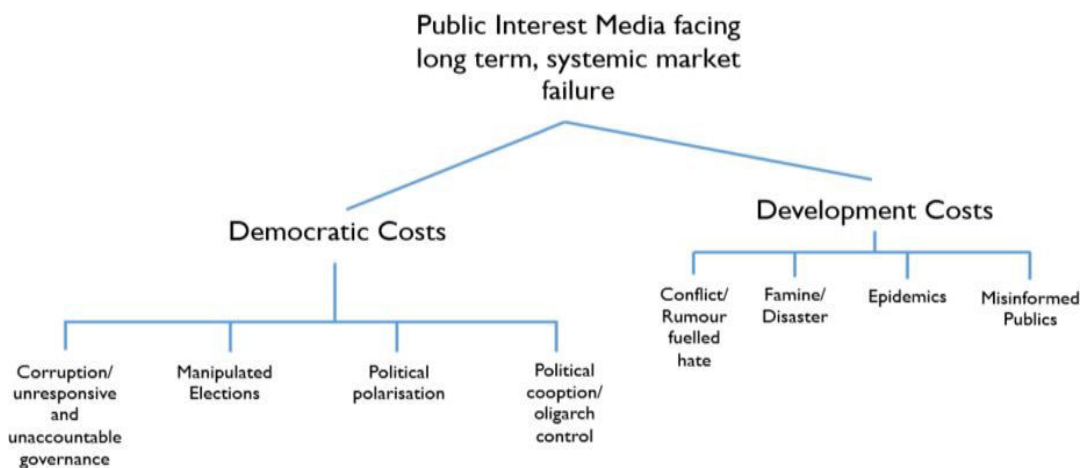 Public Interest Media facing
long term, systemic market
failure
Democratic Costs
Corruption/
unresponsive
and
unaccountable
governance
Manipulated
Elections
Political
polarisation
Political
cooption/
oligarch
control
Development Costs
Conflict/
Rumour
fuelled
hate
Famine/
Disaster
Epidemics
Misinformed
Publics